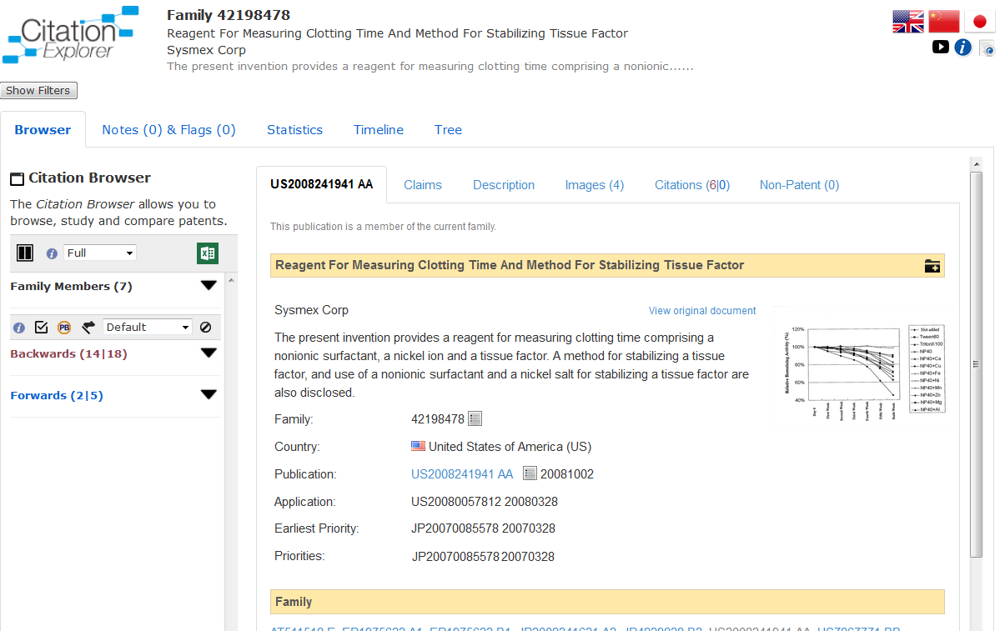 Citation Explorer
Family 42198478
Reagent For Measuring Clotting Time And Method For Stabilizing Tissue Factor
Sysmex Corp
The present invention provides a reagent for measuring clotting time comprising a nonionic......
Show Filters
Browser
Notes (0) & Flags (0)
Statistics
Timeline
Tree
Citation Browser
The Citation Browser allows you to
browse, study and compare patents.
Full
Family Members (7)
PB
Default
Backwards (14|18)
Forwards (2|5)
US2008241941 AA
Claims
Description
Images (4)
Citations (6|0)
Non-Patent (0)
This publication is a member of the current family.
Reagent For Measuring Clotting Time And Method For Stabilizing Tissue Factor
Sysmex Corp
View original document
The present invention provides a reagent for measuring clotting time comprising a
nonionic surfactant, a nickel ion and a tissue factor. A method for stabilizing a tissue
factor, and use of a nonionic surfactant and a nickel salt for stabilizing a tissue factor are
also disclosed.
Relative Remaining Activity (%)
120%
100%
80%
60%
40%
Day 0
First Week
Second Week
Third Week
Fourth Week
Fifth Week
Sixth Week
Not added
Tween80
TritonX100
NP40
NP40+Ca
NP40+Cu
NP40+Fe
NP40+Ni
NP40+Mn
NP40+Zn
NP40+Mg
NP40+Al
Family: 42198478
Country: United States of America (US)
Publication: US2008241941 AA 20081002
Application: US20080057812 20080328
Earliest Priority: JP20070085578 20070328
Priorities: JP20070085578 20070328
Family